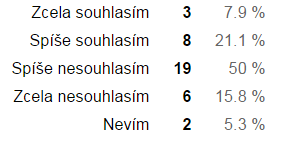 Zcela souhlasím 3 7.9 %
Spíše souhlasím 8 21.1 %
Spíše nesouhlasím 19 50 %
Zcela nesouhlasím 6 15.8 %
Nevím 2 5.3 %